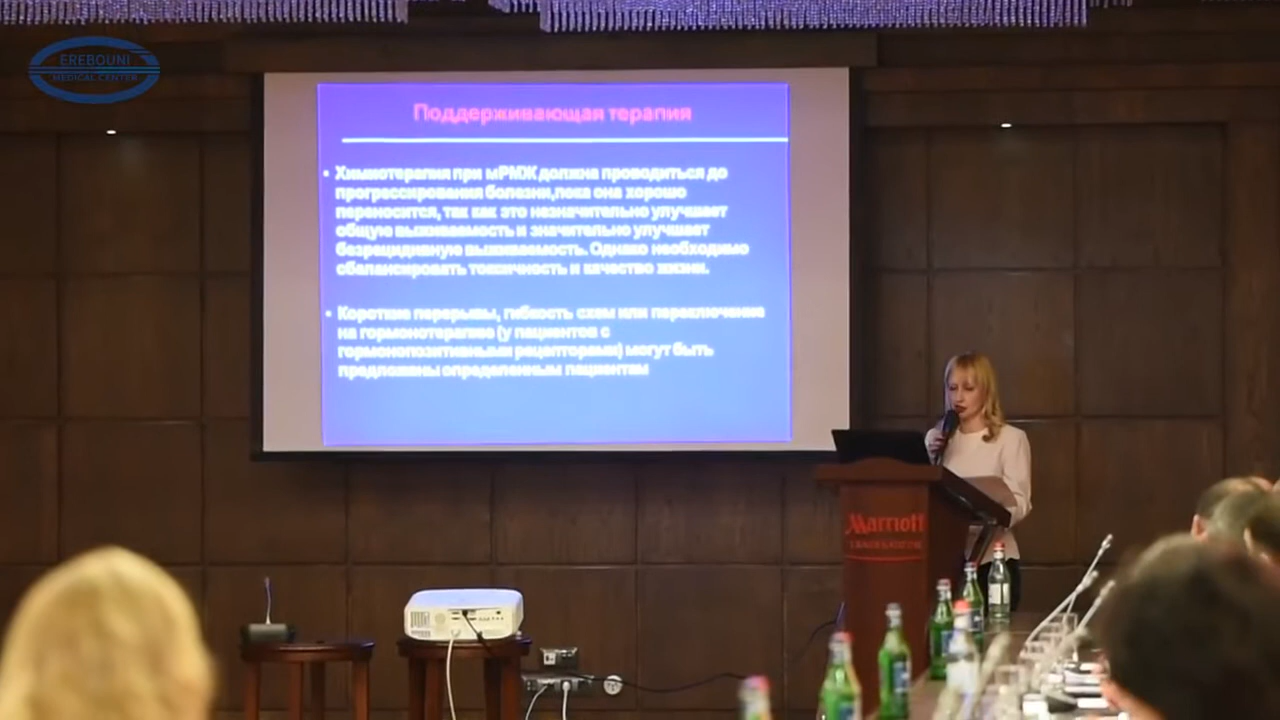 EREBOUNI
MEDICAL CENTER
Поддерживающая терапия
• Химиотерапия при мРМЖ должна проводиться до
прогрессирования болезни, пока она хорошо
переносится, так как это незначительно улучшает
общую выживаемость и значительно улучшает
безрецидивную выживаемость. Однако необходимо
сбалансировать токсичность и качество жизни.
• Короткие перерывы, гибкость схем или переключение
на гормонотерапию (у пациентов с
гормонопозитивными рецепторами) могут быть
предложены определенным пациентам
Marriott